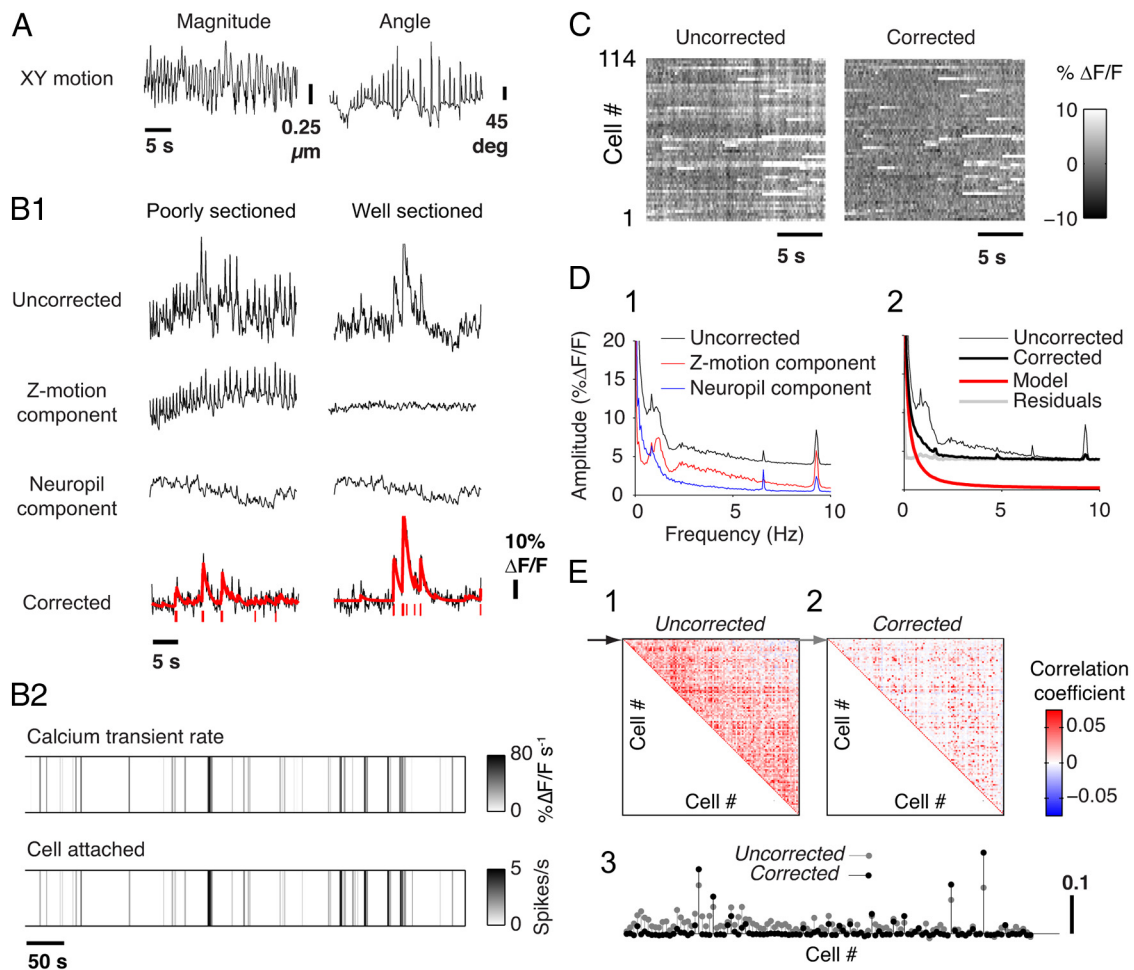 A
Magnitude
Angle
XY motion
5 s
0.25
µm
45
deg
B1
Poorly sectioned
Well sectioned
Uncorrected
Z-motion
component
Neuropil
component
Corrected
10%
ΔF/F
5 s
B2
Calcium transient rate
80
0
%ΔF/F s⁻¹
Cell attached
5
0
Spikes/s
50 s
C
Uncorrected
Corrected
114
Cell #
1
5 s
5 s
% ΔF/F
10
0
−10
D
1
20
15
10
5
0
Amplitude (%ΔF/F)
Uncorrected
Z-motion component
Neuropil component
0
5
10
Frequency (Hz)
2
Uncorrected
Corrected
Model
Residuals
0
5
10
E
1
Uncorrected
Cell #
Cell #
2
Corrected
Cell #
Cell #
Correlation
coefficient
0.05
0
−0.05
3
Uncorrected
Corrected
0.1
Cell #